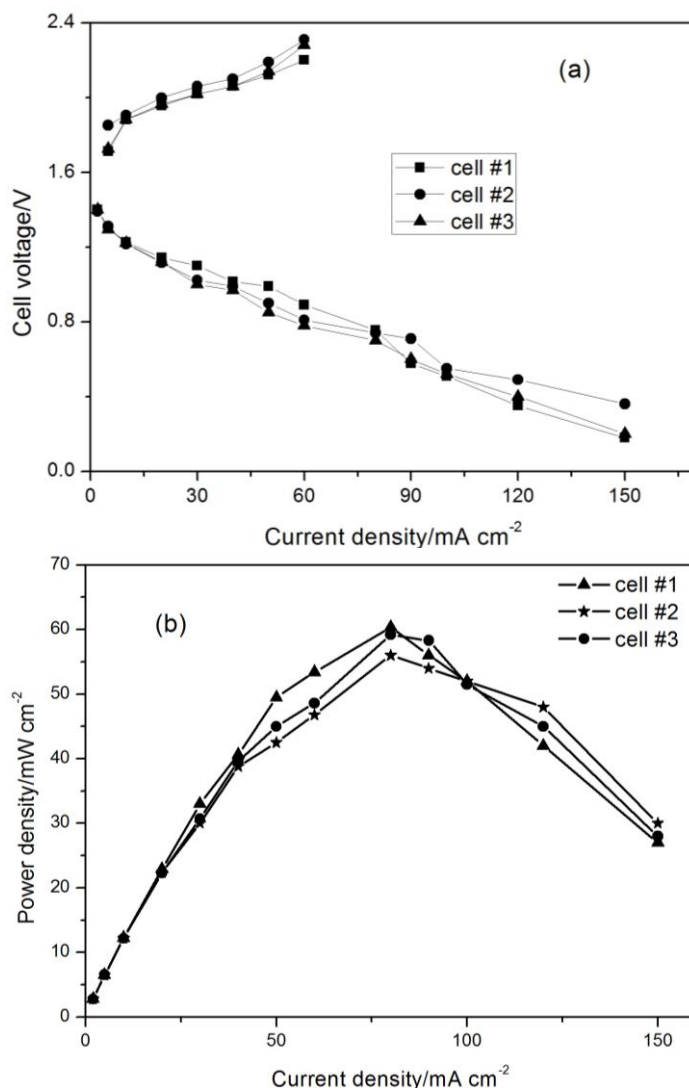 (a)
2.4
1.6
0.8
0.0
Cell voltage/V
cell #1
cell #2
cell #3
0 30 60 90 120 150
Current density/mA cm⁻²
(b)
70
60
50
40
30
20
10
0
Power density/mW cm⁻²
cell #1
cell #2
cell #3
0 50 100 150
Current density/mA cm⁻²